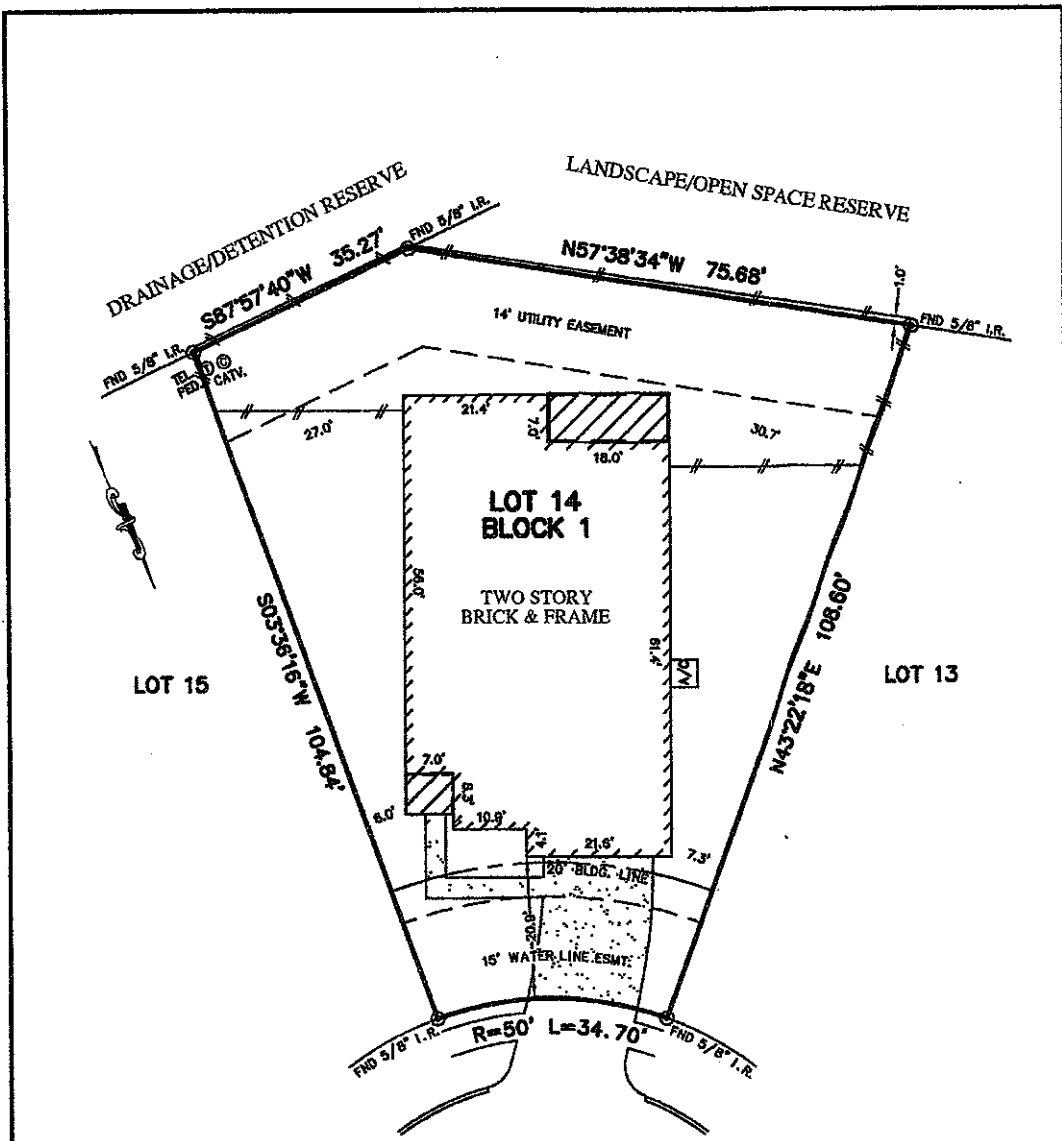 DRAINAGE/DETENTION RESERVE
LANDSCAPE/OPEN SPACE RESERVE
FND 5/8" I.R.
S87°57'40"W 35.27'
FND 5/8" I.R.
N57°38'34"W 75.68'
1.0'
FND 5/8" I.R.
14' UTILITY EASEMENT
TEL. T C
PED. CATV.
27.0'
21.4'
7.0'
18.0'
30.7'
LOT 14
BLOCK 1
TWO STORY
BRICK & FRAME
56.0'
61.4'
A/C
S03°36'16"W 104.84'
N43°22'18"E 108.60'
LOT 15
LOT 13
7.0'
8.3'
6.0'
10.8'
4.1'
21.6'
7.3'
20' BLDG. LINE
20.9'
15' WATER LINE ESMT.
FND 5/8" I.R.
R=50' L=34.70'
FND 5/8" I.R.